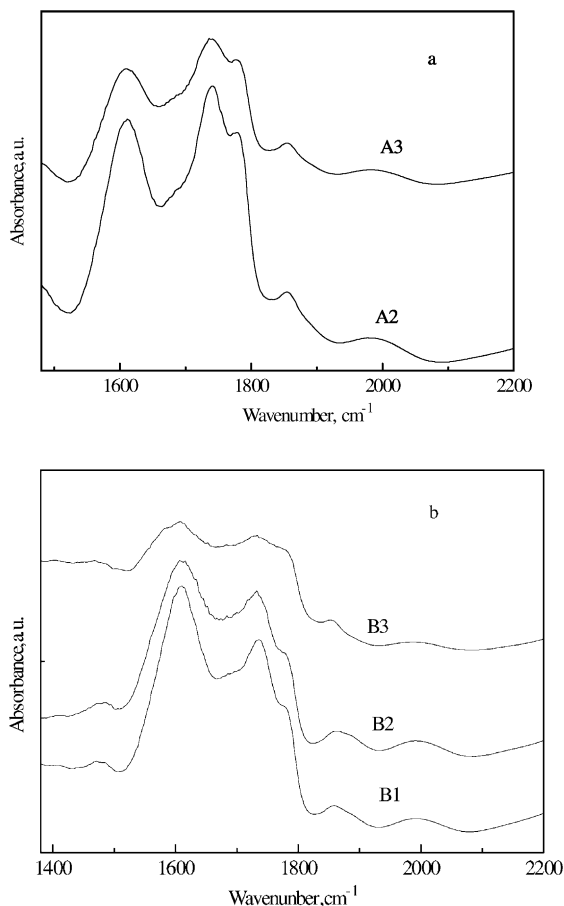 a
A3
A2
Absorbance,a.u.
1600 1800 2000 2200
Wavenumber, cm-1
b
B3
B2
B1
Absorbance,a.u.
1400 1600 1800 2000 2200
Wavenunber,cm-1